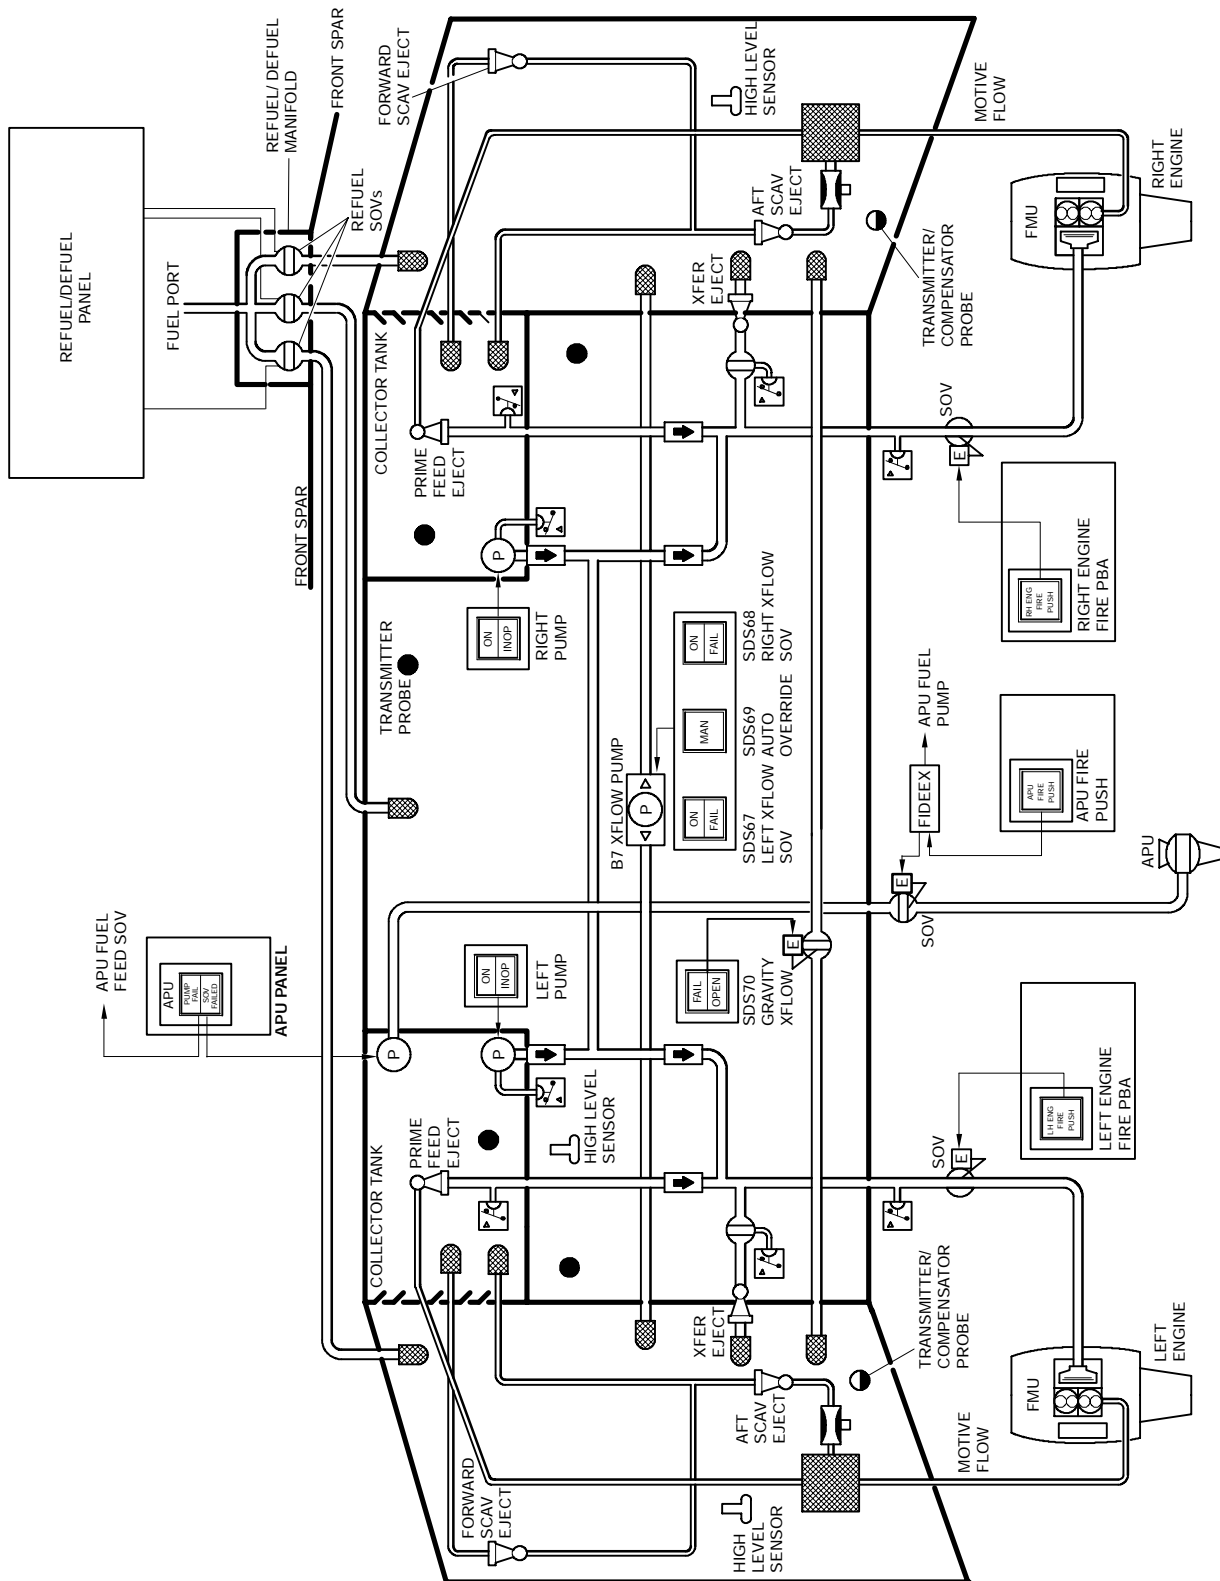 REFUEL/DEFUEL
PANEL
FUEL PORT
REFUEL/ DEFUEL
MANIFOLD
FRONT SPAR
REFUEL
SOVs
FRONT SPAR
FORWARD
SCAV EJECT
HIGH LEVEL
SENSOR
MOTIVE
FLOW
AFT
SCAV
EJECT
XFER
EJECT
TRANSMITTER/
COMPENSATOR
PROBE
FMU
RIGHT
ENGINE
COLLECTOR TANK
PRIME
FEED
EJECT
SOV
E
RH ENG
FIRE
PUSH
RIGHT ENGINE
FIRE PBA
P
ON
INOP
RIGHT
PUMP
TRANSMITTER
PROBE
B7 XFLOW PUMP
P
ON
FAIL
SDS68
RIGHT XFLOW
SOV
MAN
SDS69
AUTO
OVERRIDE
ON
FAIL
SDS67
LEFT XFLOW
SOV
APU FUEL
PUMP
FIDEEX
APU
FIRE
PUSH
APU FIRE
PUSH
E
SOV
APU
APU FUEL
FEED SOV
APU
PUMP
FAIL
SOV
FAILED
APU PANEL
P
ON
INOP
LEFT
PUMP
P
FAIL
OPEN
SDS70
GRAVITY
XFLOW
E
COLLECTOR TANK
PRIME
FEED
EJECT
HIGH LEVEL
SENSOR
SOV
E
LH ENG
FIRE
PUSH
LEFT ENGINE
FIRE PBA
XFER
EJECT
TRANSMITTER/
COMPENSATOR
PROBE
AFT
SCAV
EJECT
FORWARD
SCAV
EJECT
HIGH
LEVEL
SENSOR
MOTIVE
FLOW
FMU
LEFT
ENGINE